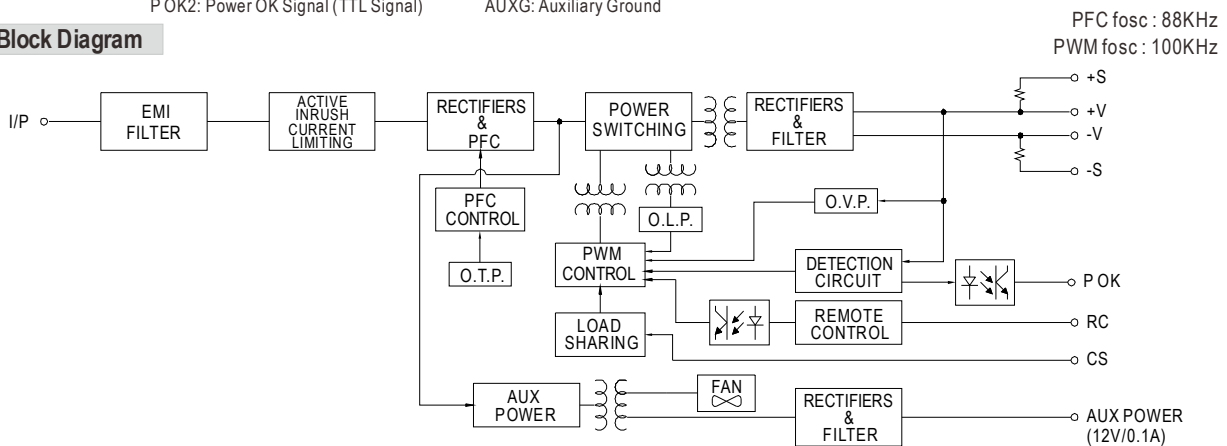 P OK2: Power OK Signal (TTL Signal) AUXG: Auxiliary Ground
Block Diagram
PFC fosc : 88KHz
PWM fosc : 100KHz
I/P
EMI
FILTER
ACTIVE
INRUSH
CURRENT
LIMITING
RECTIFIERS
&
PFC
POWER
SWITCHING
RECTIFIERS
&
FILTER
+S
+V
-V
-S
PFC
CONTROL
O.T.P.
O.L.P.
O.V.P.
PWM
CONTROL
DETECTION
CIRCUIT
P OK
LOAD
SHARING
REMOTE
CONTROL
RC
CS
AUX
POWER
FAN
RECTIFIERS
&
FILTER
AUX POWER
(12V/0.1A)